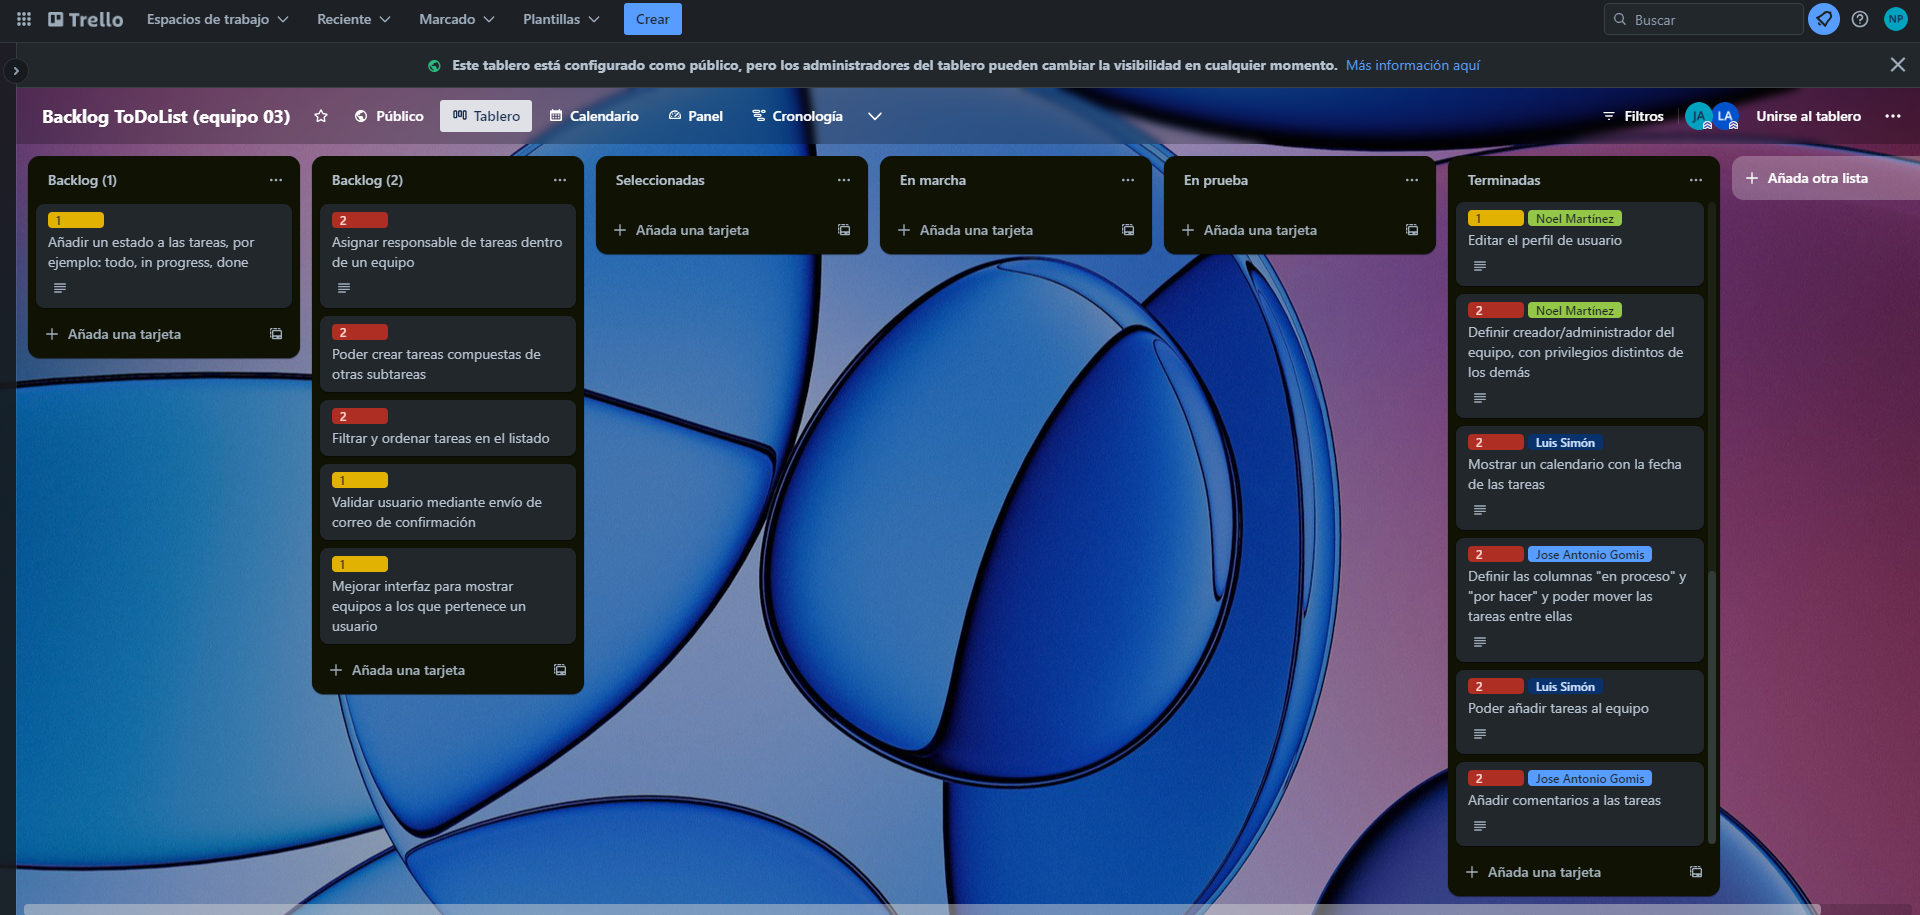 Trello
Espacios de trabajo
Reciente
Marcado
Plantillas
Crear
Buscar
NP
Este tablero está configurado como público, pero los administradores del tablero pueden cambiar la visibilidad en cualquier momento. Más información aquí
Backlog ToDoList (equipo 03)
Público
Tablero
Calendario
Panel
Cronología
Filtros
JA
LA
Unirse al tablero
Backlog (1)
1
Añadir un estado a las tareas, por
ejemplo: todo, in progress, done
Añada una tarjeta
Backlog (2)
2
Asignar responsable de tareas dentro
de un equipo
2
Poder crear tareas compuestas de
otras subtareas
2
Filtrar y ordenar tareas en el listado
1
Validar usuario mediante envío de
correo de confirmación
1
Mejorar interfaz para mostrar
equipos a los que pertenece un
usuario
Añada una tarjeta
Seleccionadas
Añada una tarjeta
En marcha
Añada una tarjeta
En prueba
Añada una tarjeta
Terminadas
1 Noel Martínez
Editar el perfil de usuario
2 Noel Martínez
Definir creador/administrador del
equipo, con privilegios distintos de
los demás
2 Luis Simón
Mostrar un calendario con la fecha
de las tareas
2 Jose Antonio Gomis
Definir las columnas "en proceso" y
"por hacer" y poder mover las
tareas entre ellas
2 Luis Simón
Poder añadir tareas al equipo
2 Jose Antonio Gomis
Añadir comentarios a las tareas
Añada una tarjeta
Añada otra lista